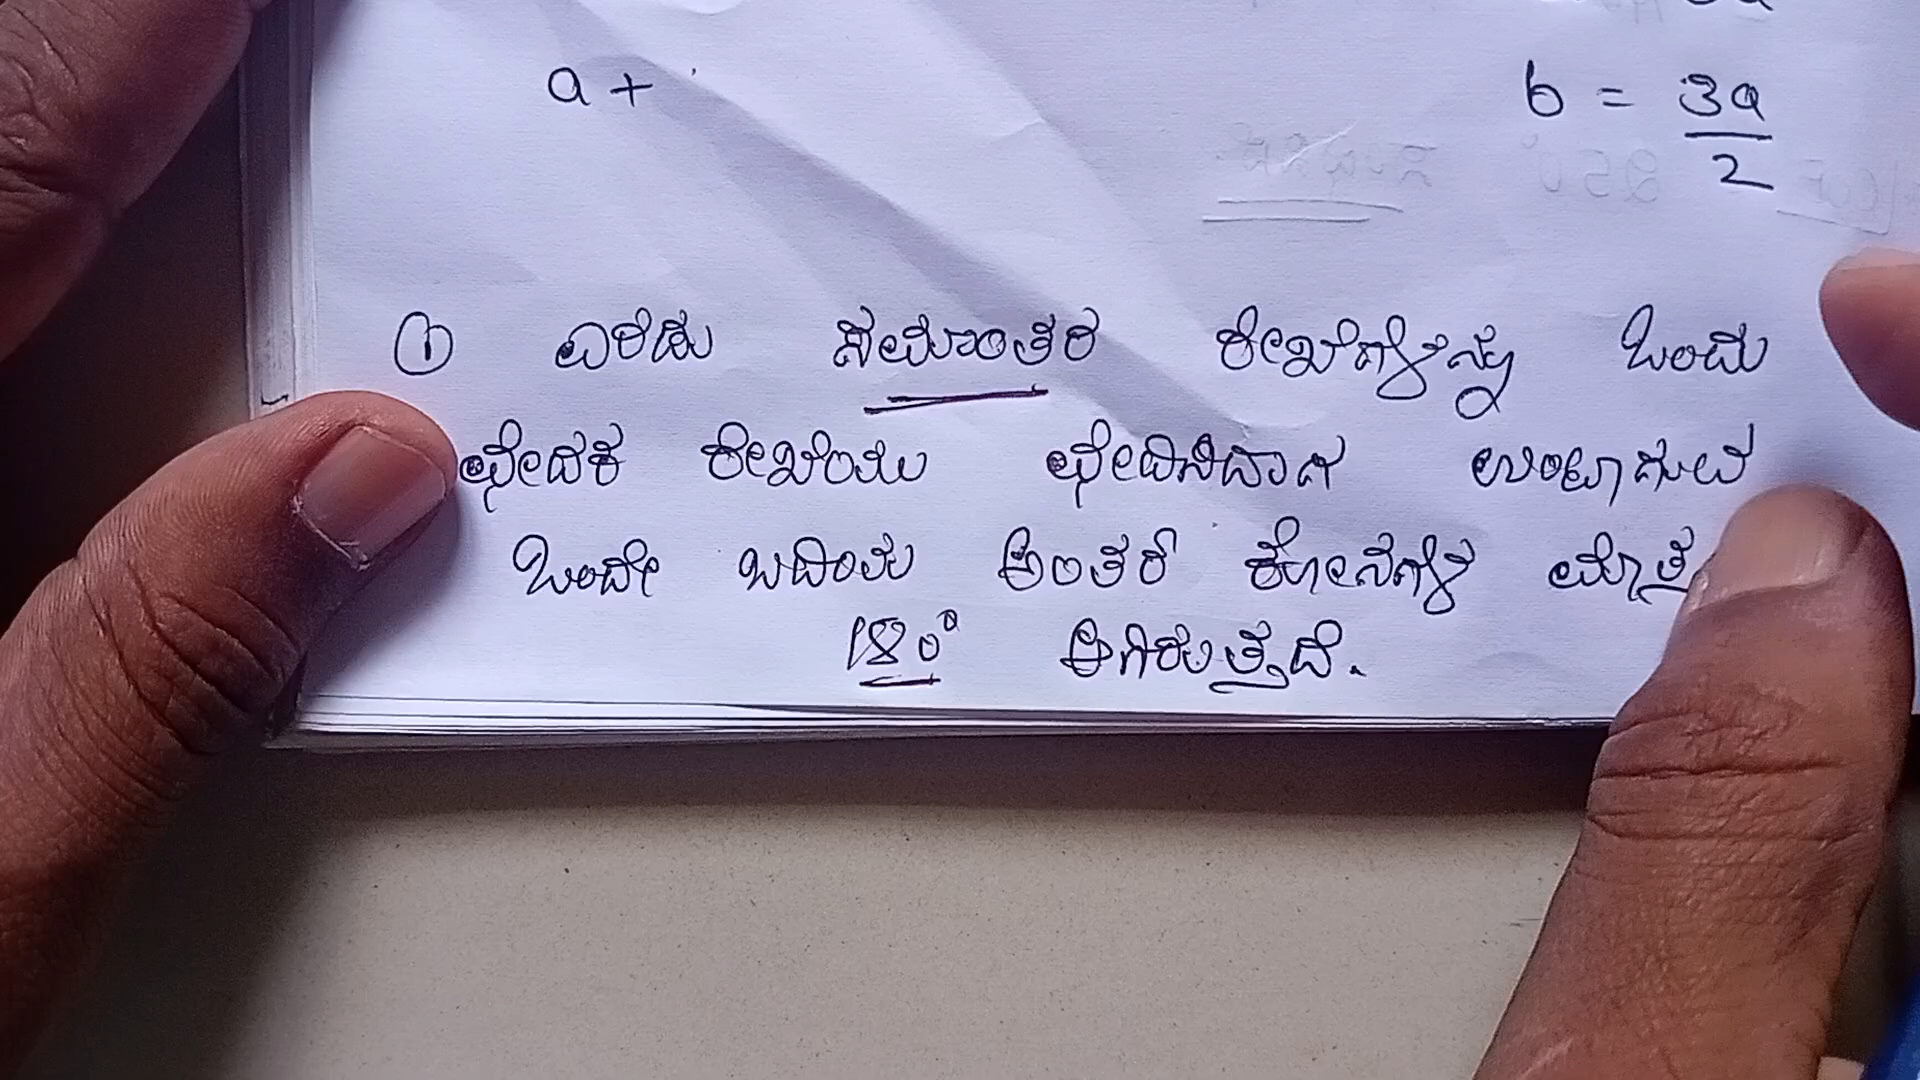 a + b = 3a/2
① ಎರಡು ಸಮಾಂತರ ರೇಖೆಗಳನ್ನು ಒಂದು
ಛೇದಕ ರೇಖೆಯು ಛೇದಿಸಿದಾಗ ಉಂಟಾಗುವ
ಒಂದೇ ಬದಿಯ ಅಂತರ ಕೋನಗಳ ಮೊತ್ತ
180° ಆಗಿರುತ್ತದೆ.